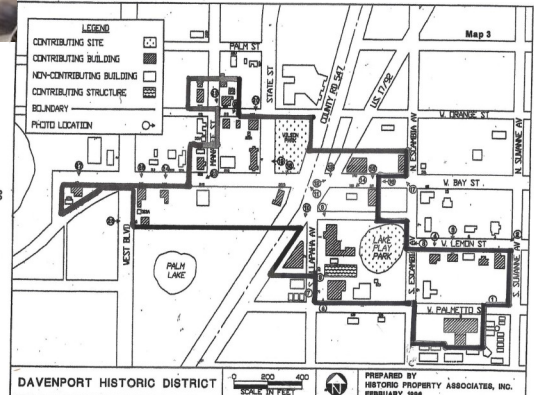 LEGEND
CONTRIBUTING SITE
CONTRIBUTING BUILDING
NON-CONTRIBUTING BUILDING
CONTRIBUTING STRUCTURE
BOUNDARY
PHOTO LOCATION
Map 3
PALM ST
STATE ST
COUNTY RD 547
US 17/92
W. ORANGE ST
N. ESCAMBIA AV
N. SUWANNE AV
W. BAY ST
W. LEMON ST
WEST BLVD
PALM
LAKE
LAKE
PLAY
PARK
W. PALMETTO S
S. SUWANNE AV
DAVENPORT HISTORIC DISTRICT
0 200 400
SCALE IN FEET
N
PREPARED BY
HISTORIC PROPERTY ASSOCIATES, INC.